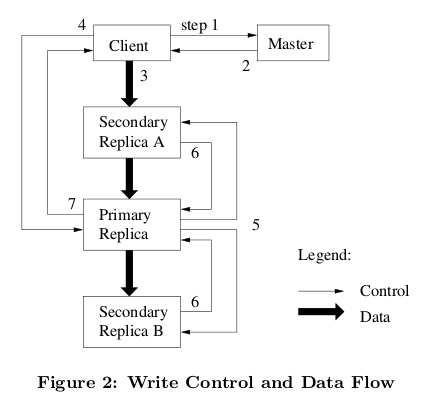 4
step 1
Client
Master
2
3
Secondary
Replica A
6
7
Primary
Replica
5
Legend:
Control
6
Secondary
Replica B
Data
Figure 2: Write Control and Data Flow